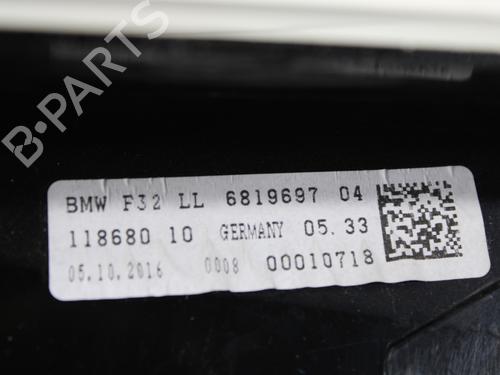 BMW F32 LL 6819697 04
118680 10 GERMANY 05.33
05.10.2016 0008 00010718
B-PARTS